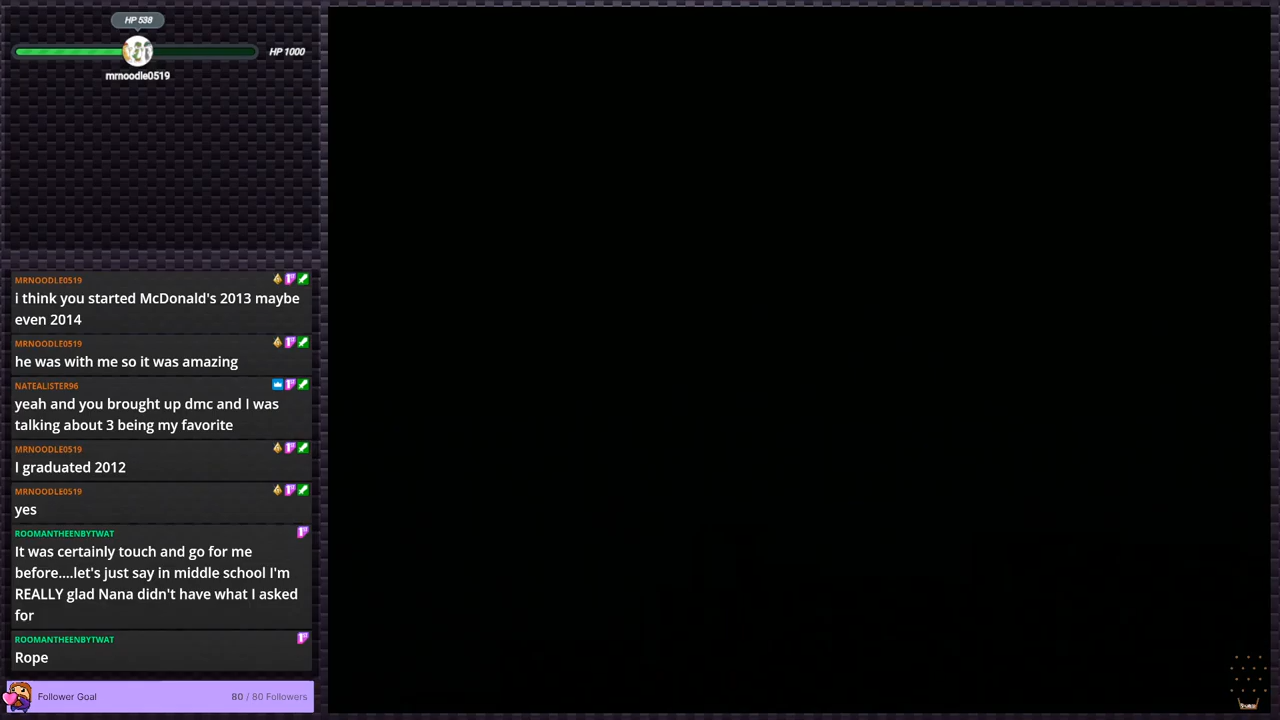 HP 538
HP 1000
mrnoodle0519
MRNOODLE0519
i think you started McDonald's 2013 maybe
even 2014
MRNOODLE0519
he was with me so it was amazing
NATEALISTER96
yeah and you brought up dmc and I was
talking about 3 being my favorite
MRNOODLE0519
I graduated 2012
MRNOODLE0519
yes
ROOMANTHEENBYTWAT
It was certainly touch and go for me
before....let's just say in middle school I'm
REALLY glad Nana didn't have what I asked
for
ROOMANTHEENBYTWAT
Rope
Follower Goal
80 / 80 Followers